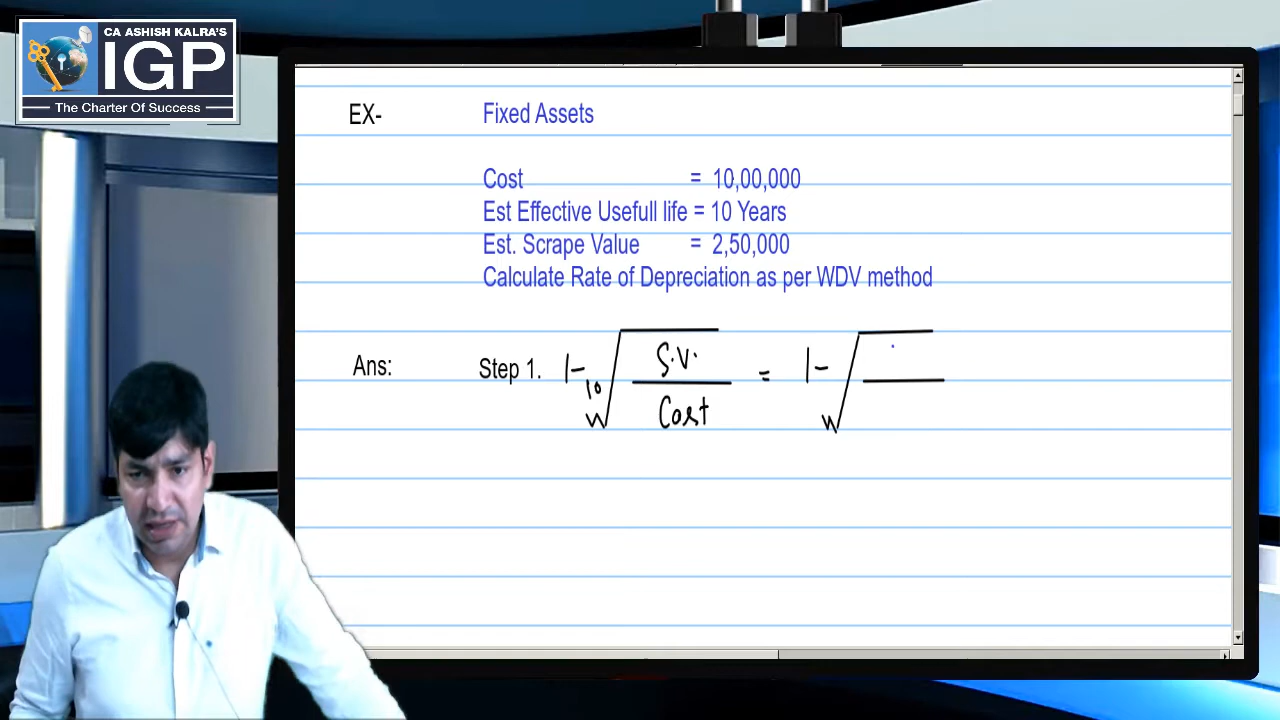 CA ASHISH KALRA'S
IGP
The Charter Of Success
EX- Fixed Assets
Cost = 10,00,000
Est Effective Usefull life = 10 Years
Est. Scrape Value = 2,50,000
Calculate Rate of Depreciation as per WDV method
Ans: Step 1. 1- 10√ S.V. / Cost = 1- √